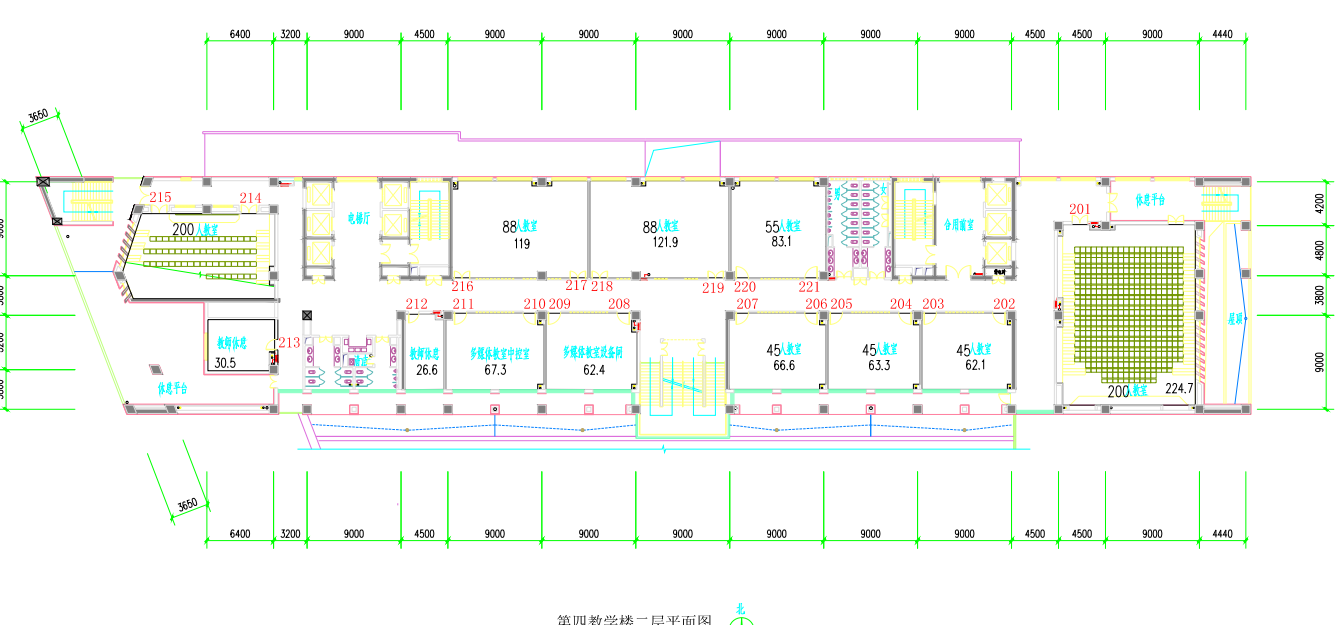 6400 3200 9000 4500 9000 9000 9000 9000 9000 9000 4500 4500 9000 4440
3650
215 214
200人教室
电梯厅
88人教室
119
88人教室
121.9
55人教室
83.1
男 女
合用前室
201
休息平台
4200
4800
3800
9000
216 217 218 219 220 221
212 211 210 209 208 207 206 205 204 203 202
213
教师休息
30.5
休息平台
教师休息
26.6
多媒体教室中控室
67.3
多媒体教室设备间
62.4
45人教室
66.6
45人教室
63.3
45人教室
62.1
200人教室
224.7
3650
6400 3200 9000 4500 9000 9000 9000 9000 9000 9000 4500 4500 9000 4440
第四教学楼二层平面图
北